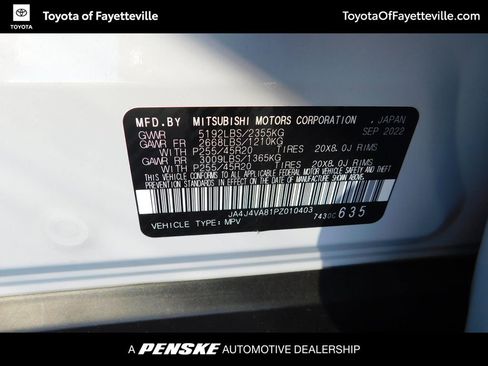 TOYOTA
Toyota of Fayetteville
ToyotaOfFayetteville.com
MFD.BY MITSUBISHI MOTORS CORPORATION , JAPAN
GVWR 5192LBS/2355KG SEP 2022
GAWR FR 2668LBS/1210KG
WITH P255/45R20 TIRES 20X8.0J RIMS
GAWR RR 3009LBS/1365KG
WITH P255/45R20 TIRES 20X8.0J RIMS
THIS VEHICLE CONFORMS TO ALL APPLICABLE
FEDERAL MOTOR VEHICLE SAFETY AND
THEFT PREVENTION STANDARDS IN EFFECT ON
THE DATE OF MANUFACTURE SHOWN ABOVE.
JA4J4VA81PZ010403 7430C 635
VEHICLE TYPE: MPV
A PENSKE AUTOMOTIVE DEALERSHIP